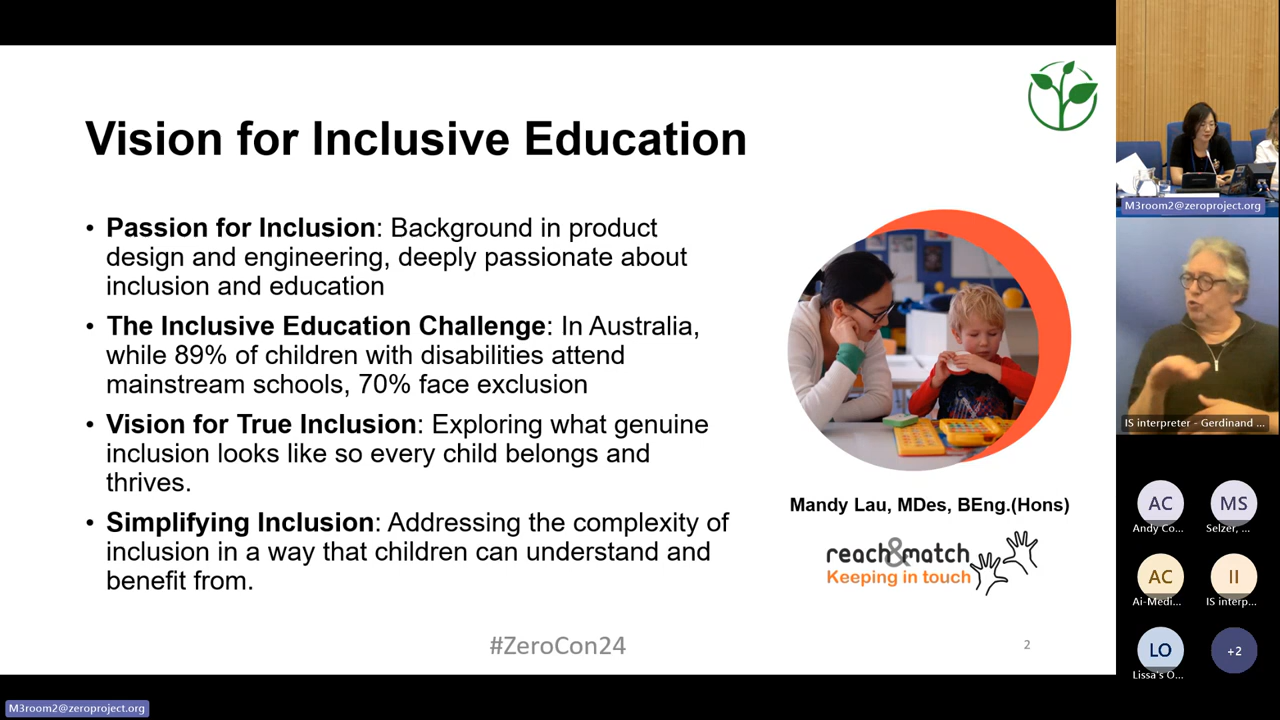 Vision for Inclusive Education
• Passion for Inclusion: Background in product
design and engineering, deeply passionate about
inclusion and education
• The Inclusive Education Challenge: In Australia,
while 89% of children with disabilities attend
mainstream schools, 70% face exclusion
• Vision for True Inclusion: Exploring what genuine
inclusion looks like so every child belongs and
thrives.
• Simplifying Inclusion: Addressing the complexity of
inclusion in a way that children can understand and
benefit from.
Mandy Lau, MDes, BEng.(Hons)
reach&match
Keeping in touch
#ZeroCon24
2
M3room2@zeroproject.org
M3room2@zeroproject.org
IS interpreter - Gerdinand ...
AC
MS
Andy Co...
Selzer, ...
AC
II
Ai-Medi...
IS interp...
LO
+2
Lissa's O...